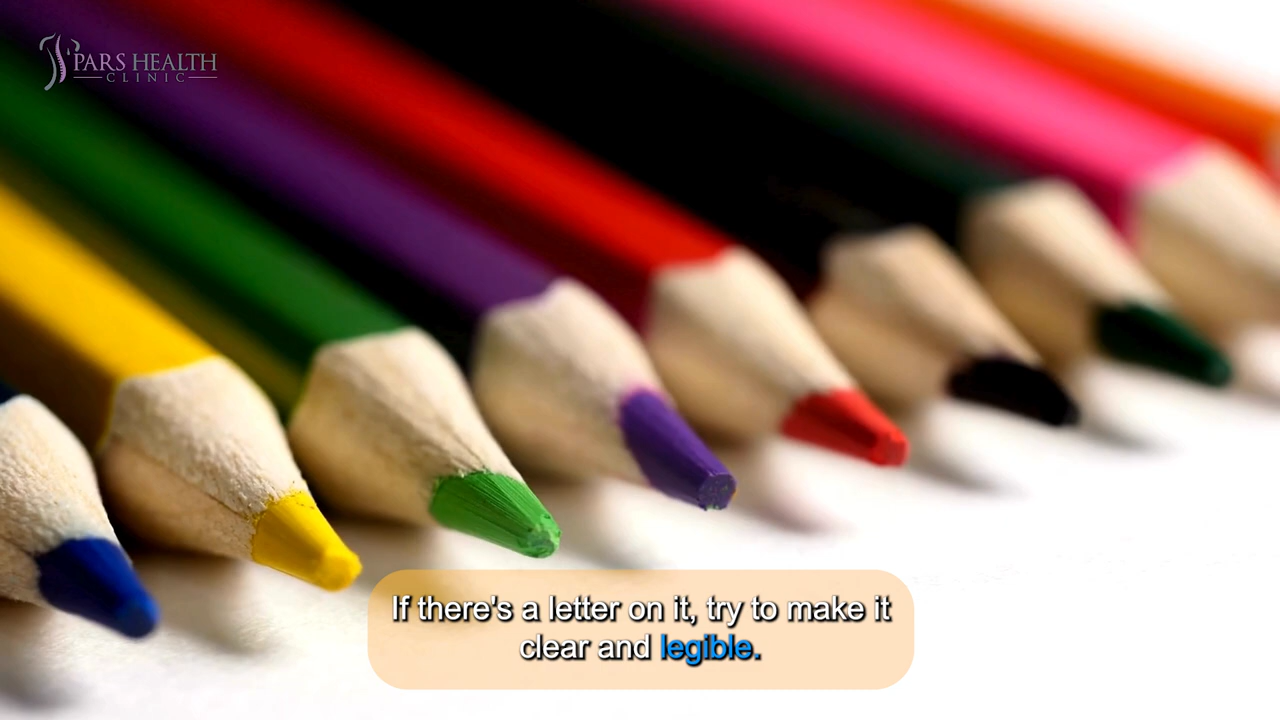 PARS HEALTH
CLINIC
If there's a letter on it, try to make it
clear and legible.